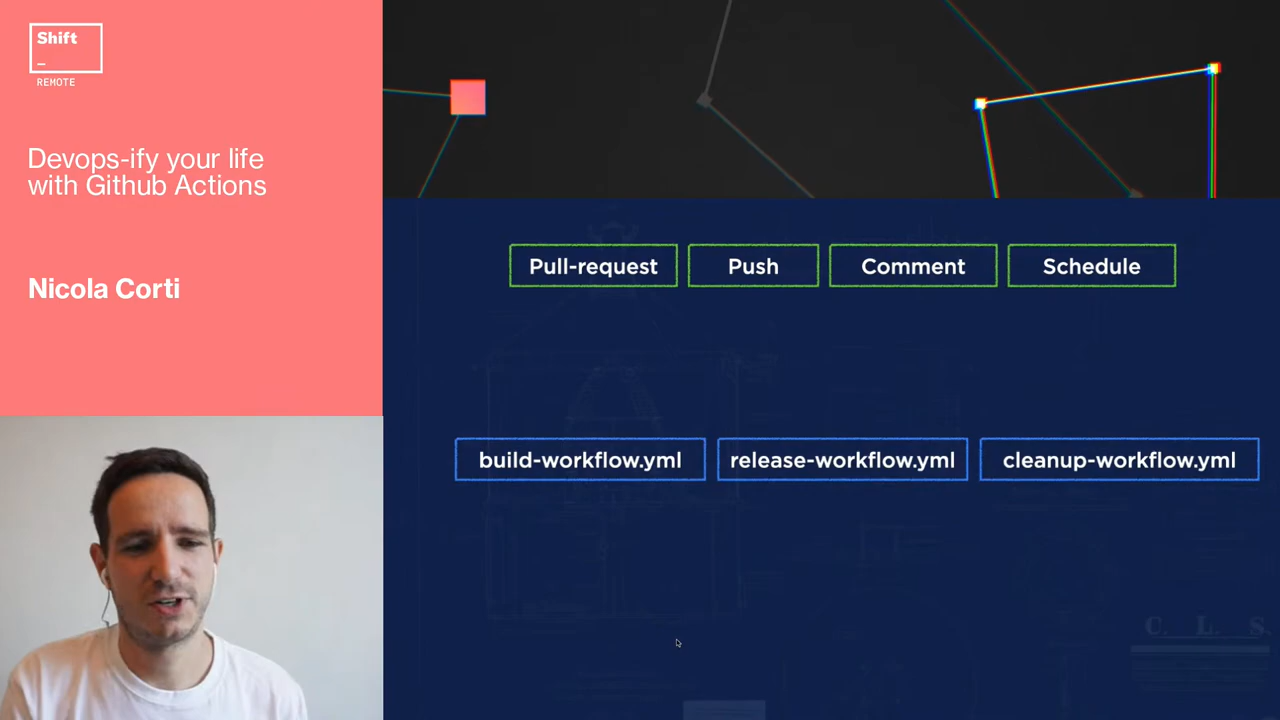 Shift
_
REMOTE
Devops-ify your life
with Github Actions
Nicola Corti
Pull-request Push Comment Schedule
build-workflow.yml release-workflow.yml cleanup-workflow.yml
C. L. S.